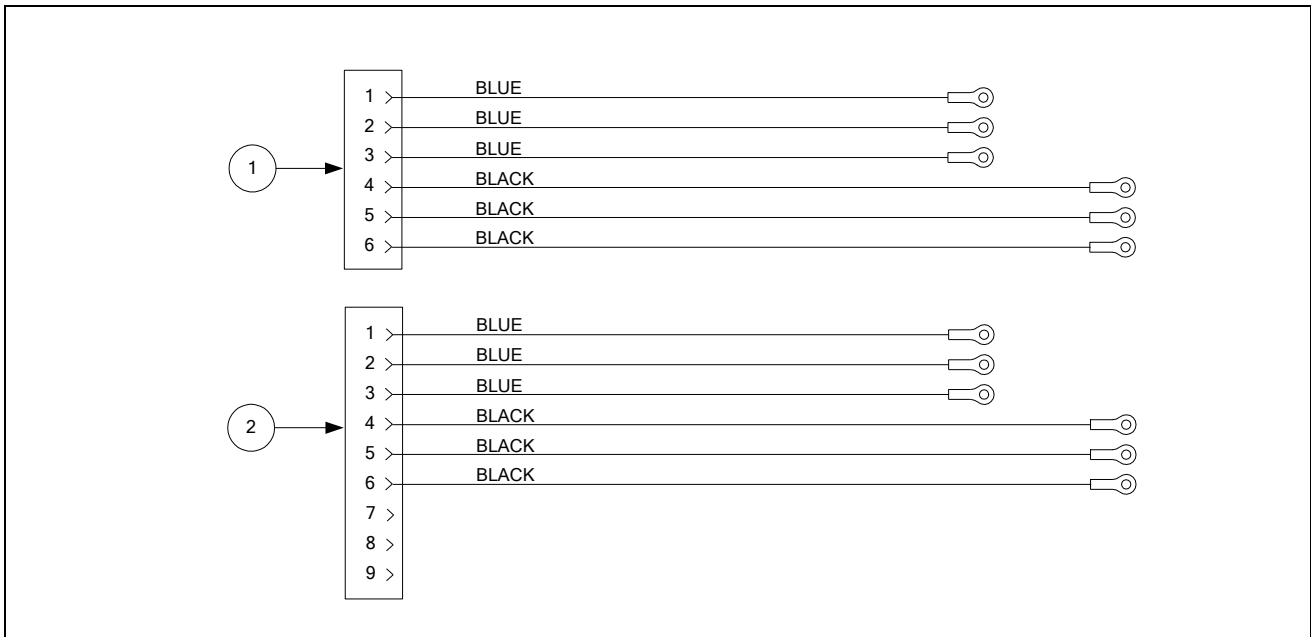 1
1 BLUE
2 BLUE
3 BLUE
4 BLACK
5 BLACK
6 BLACK
2
1 BLUE
2 BLUE
3 BLUE
4 BLACK
5 BLACK
6 BLACK
7
8
9